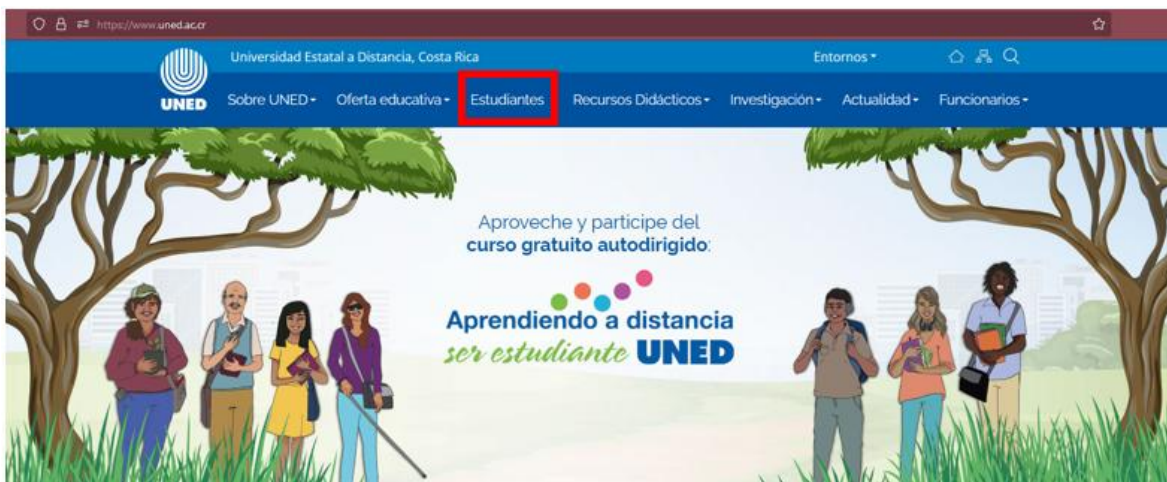 https://www.uned.ac.cr
Universidad Estatal a Distancia, Costa Rica
Entornos
UNED
Sobre UNED
Oferta educativa
Estudiantes
Recursos Didácticos
Investigación
Actualidad
Funcionarios
Aproveche y participe del
curso gratuito autodirigido:
Aprendiendo a distancia
ser estudiante UNED